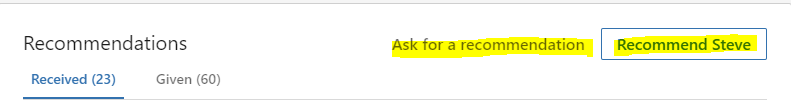 Recommendations
Ask for a recommendation
Recommend Steve
Received (23)
Given (60)